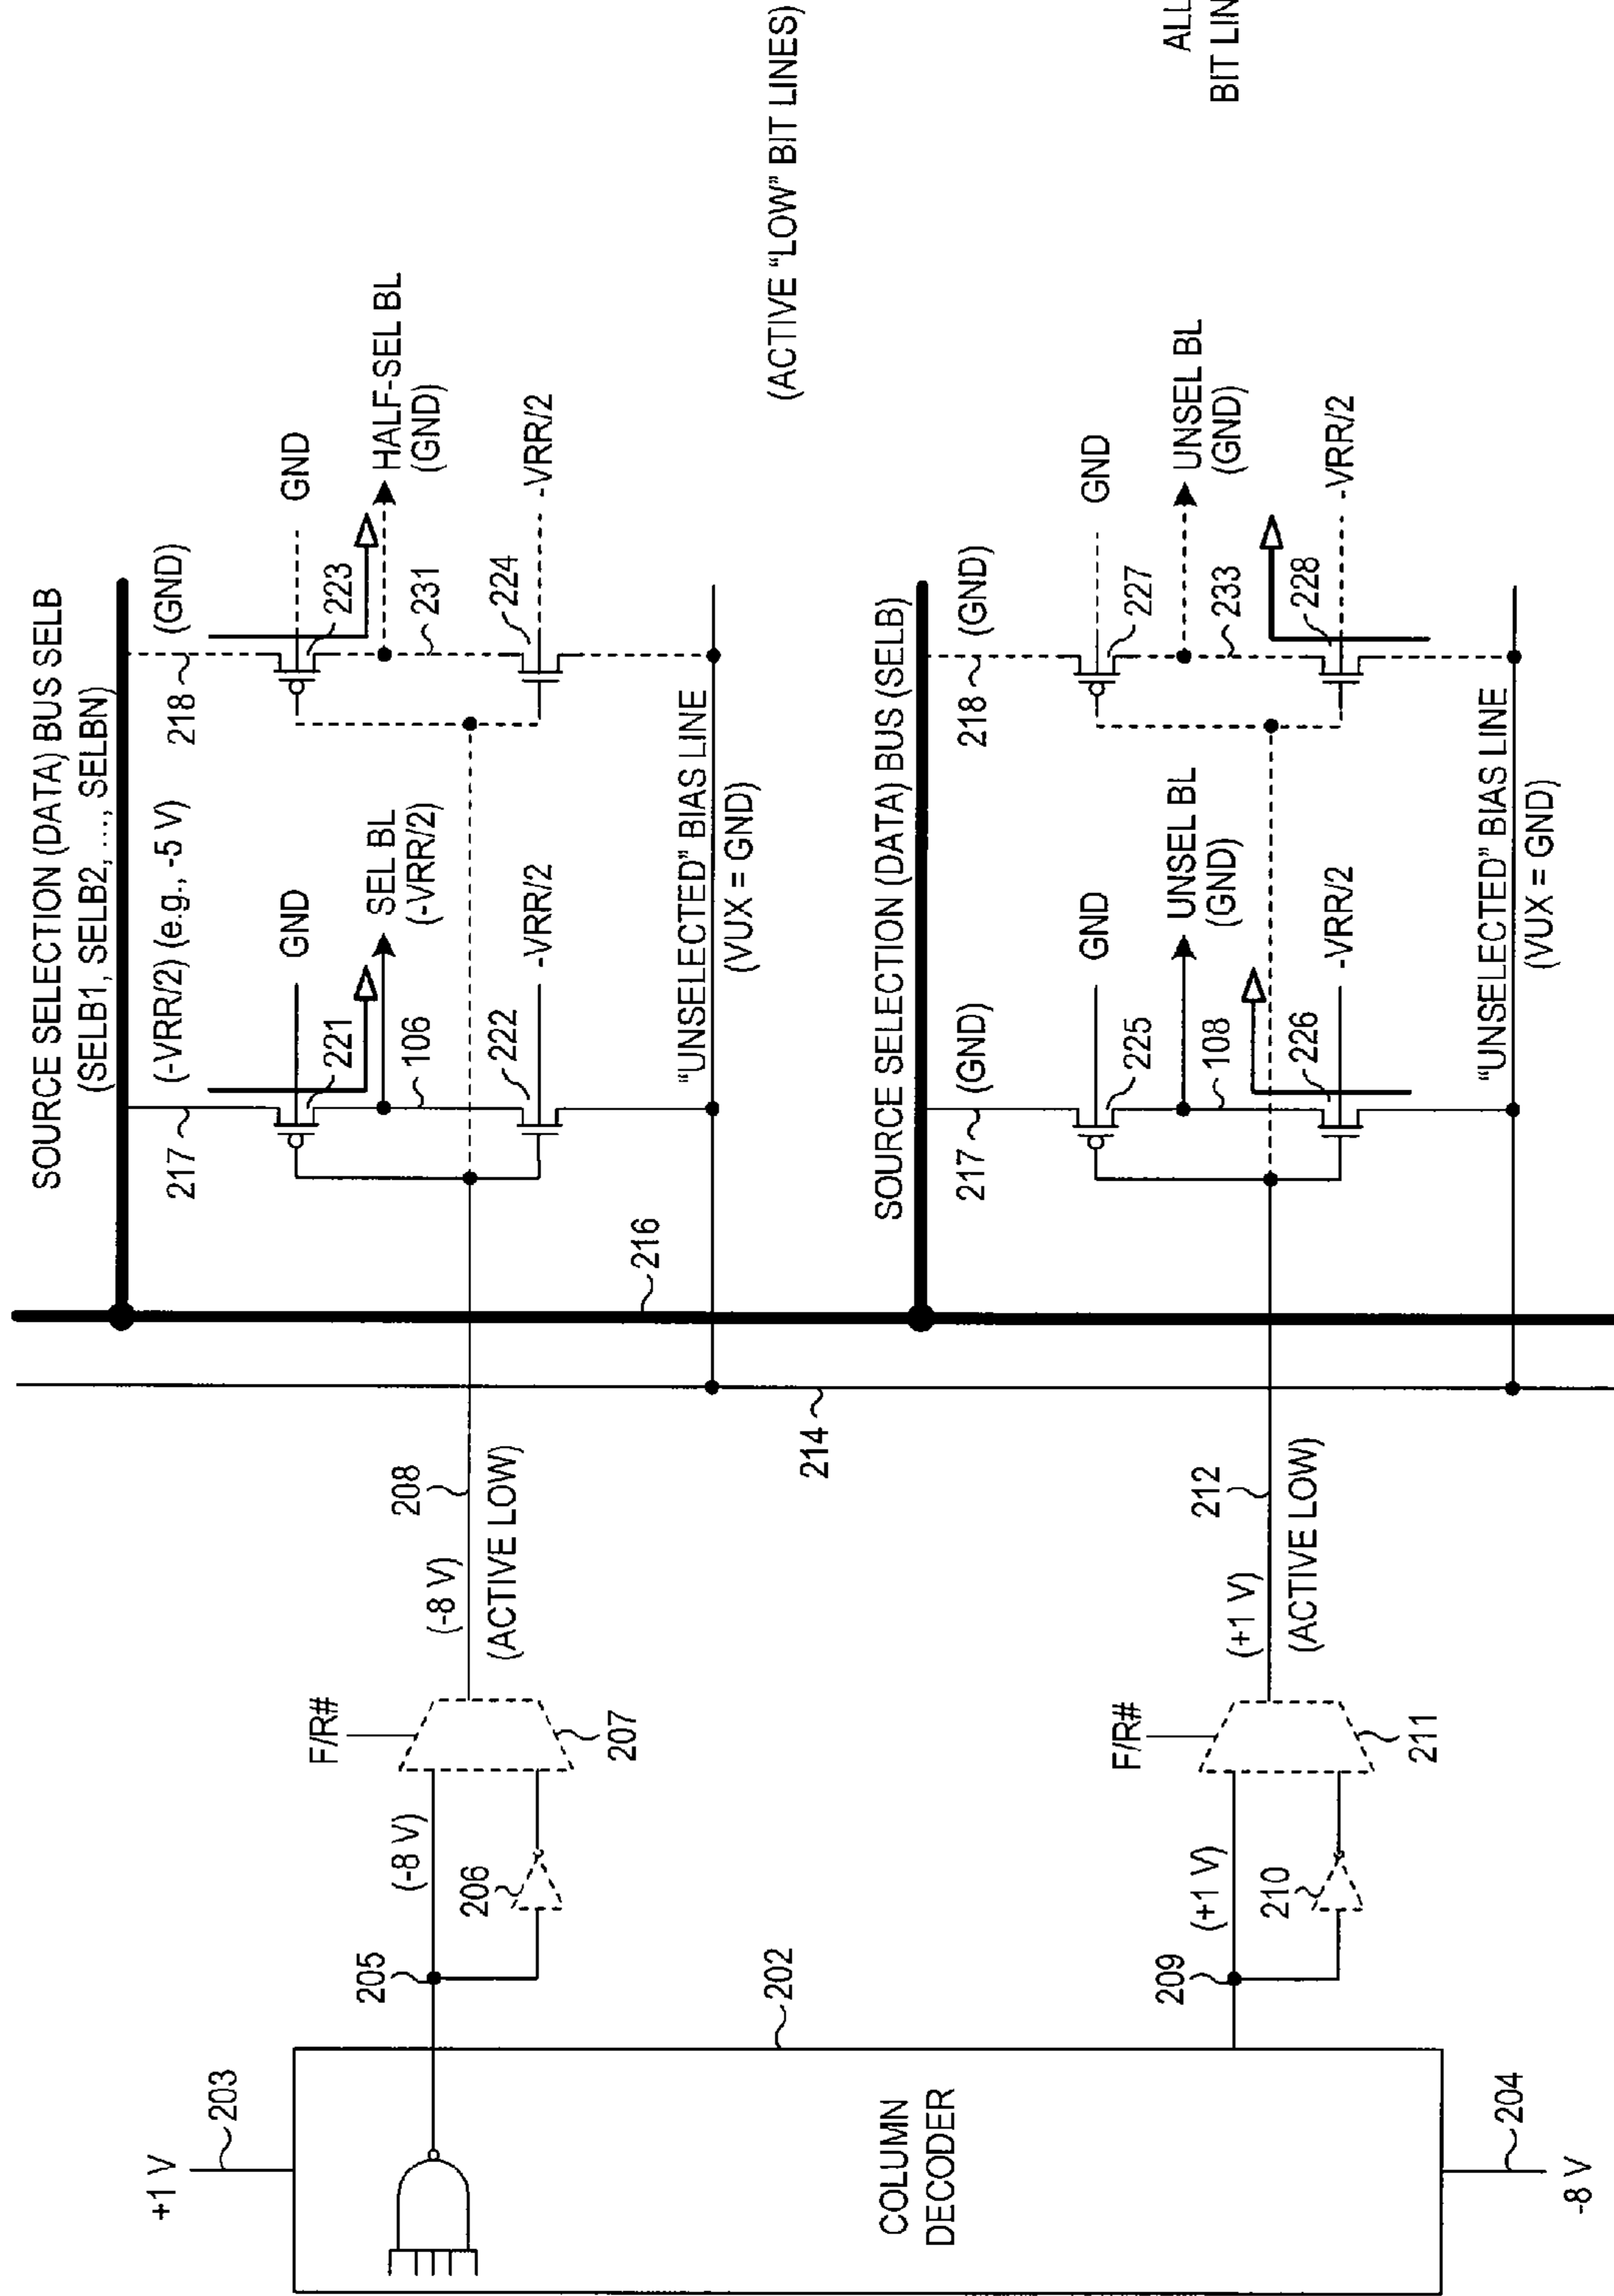 SOURCE SELECTION (DATA) BUS SELB
(SELB1, SELB2, ..., SELBN)
(-VRR/2) (e.g., -5 V)
(GND)
217
218
GND
GND
221
223
SEL BL
(-VRR/2)
HALF-SEL BL
(GND)
106
231
222
224
-VRR/2
-VRR/2
"UNSELECTED" BIAS LINE
(VUX = GND)
216
214
(ACTIVE "LOW" BIT LINES)
+1 V
203
205
(-8 V)
206
F/R#
207
(-8 V)
208
(ACTIVE LOW)
202
COLUMN
DECODER
SOURCE SELECTION (DATA) BUS (SELB)
217
(GND)
218
(GND)
GND
GND
225
227
UNSEL BL
(GND)
UNSEL BL
(GND)
108
233
226
228
-VRR/2
-VRR/2
"UNSELECTED" BIAS LINE
(VUX = GND)
209
(+1 V)
210
F/R#
211
(+1 V)
212
(ACTIVE LOW)
204
-8 V
ALL
BIT LIN